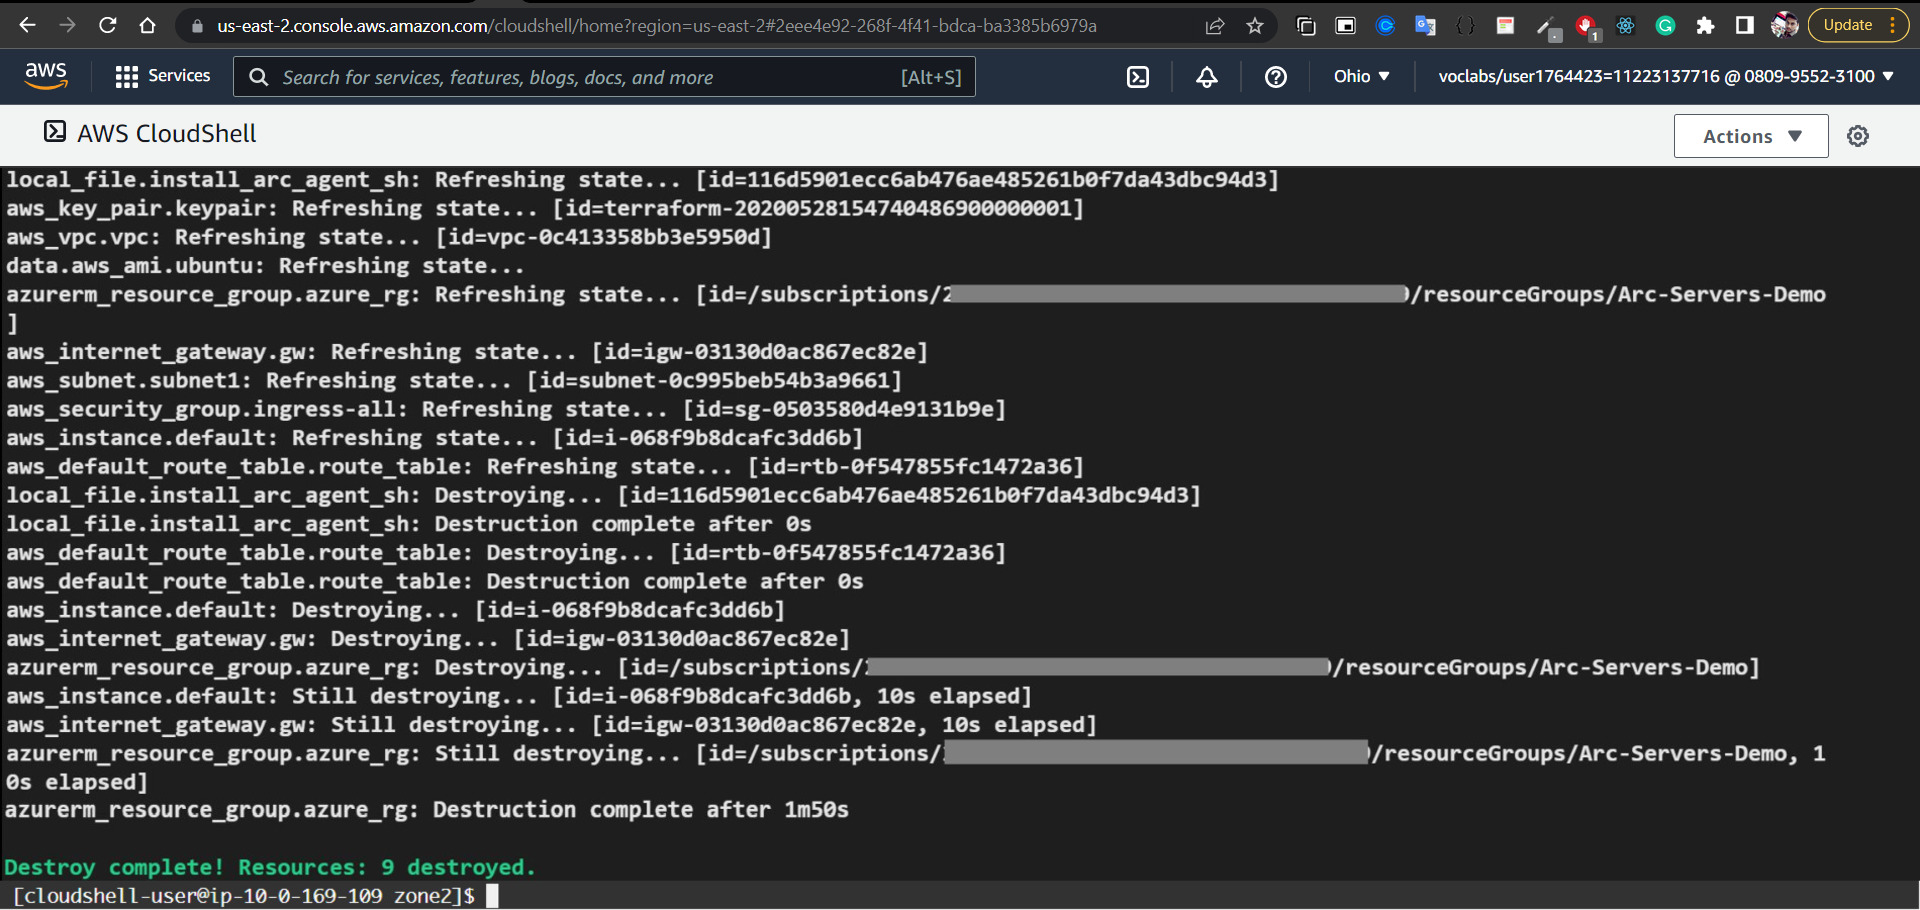 us-east-2.console.aws.amazon.com/cloudshell/home?region=us-east-2#2eee4e92-268f-4f41-bdca-ba3385b6979a
1
Update
aws
Services
Search for services, features, blogs, docs, and more
[Alt+S]
Ohio
voclabs/user1764423=11223137716 @ 0809-9552-3100
AWS CloudShell
Actions
local_file.install_arc_agent_sh: Refreshing state... [id=116d5901ecc6ab476ae485261b0f7da43dbc94d3]
aws_key_pair.keypair: Refreshing state... [id=terraform-20200528154740486900000001]
aws_vpc.vpc: Refreshing state... [id=vpc-0c413358bb3e5950d]
data.aws_ami.ubuntu: Refreshing state...
azurerm_resource_group.azure_rg: Refreshing state... [id=/subscriptions/2 /resourceGroups/Arc-Servers-Demo
]
aws_internet_gateway.gw: Refreshing state... [id=igw-03130d0ac867ec82e]
aws_subnet.subnet1: Refreshing state... [id=subnet-0c995beb54b3a9661]
aws_security_group.ingress-all: Refreshing state... [id=sg-0503580d4e9131b9e]
aws_instance.default: Refreshing state... [id=i-068f9b8dcafc3dd6b]
aws_default_route_table.route_table: Refreshing state... [id=rtb-0f547855fc1472a36]
local_file.install_arc_agent_sh: Destroying... [id=116d5901ecc6ab476ae485261b0f7da43dbc94d3]
local_file.install_arc_agent_sh: Destruction complete after 0s
aws_default_route_table.route_table: Destroying... [id=rtb-0f547855fc1472a36]
aws_default_route_table.route_table: Destruction complete after 0s
aws_instance.default: Destroying... [id=i-068f9b8dcafc3dd6b]
aws_internet_gateway.gw: Destroying... [id=igw-03130d0ac867ec82e]
azurerm_resource_group.azure_rg: Destroying... [id=/subscriptions/ /resourceGroups/Arc-Servers-Demo]
aws_instance.default: Still destroying... [id=i-068f9b8dcafc3dd6b, 10s elapsed]
aws_internet_gateway.gw: Still destroying... [id=igw-03130d0ac867ec82e, 10s elapsed]
azurerm_resource_group.azure_rg: Still destroying... [id=/subscriptions/ /resourceGroups/Arc-Servers-Demo, 1
0s elapsed]
azurerm_resource_group.azure_rg: Destruction complete after 1m50s
Destroy complete! Resources: 9 destroyed.
[cloudshell-user@ip-10-0-169-109 zone2]$